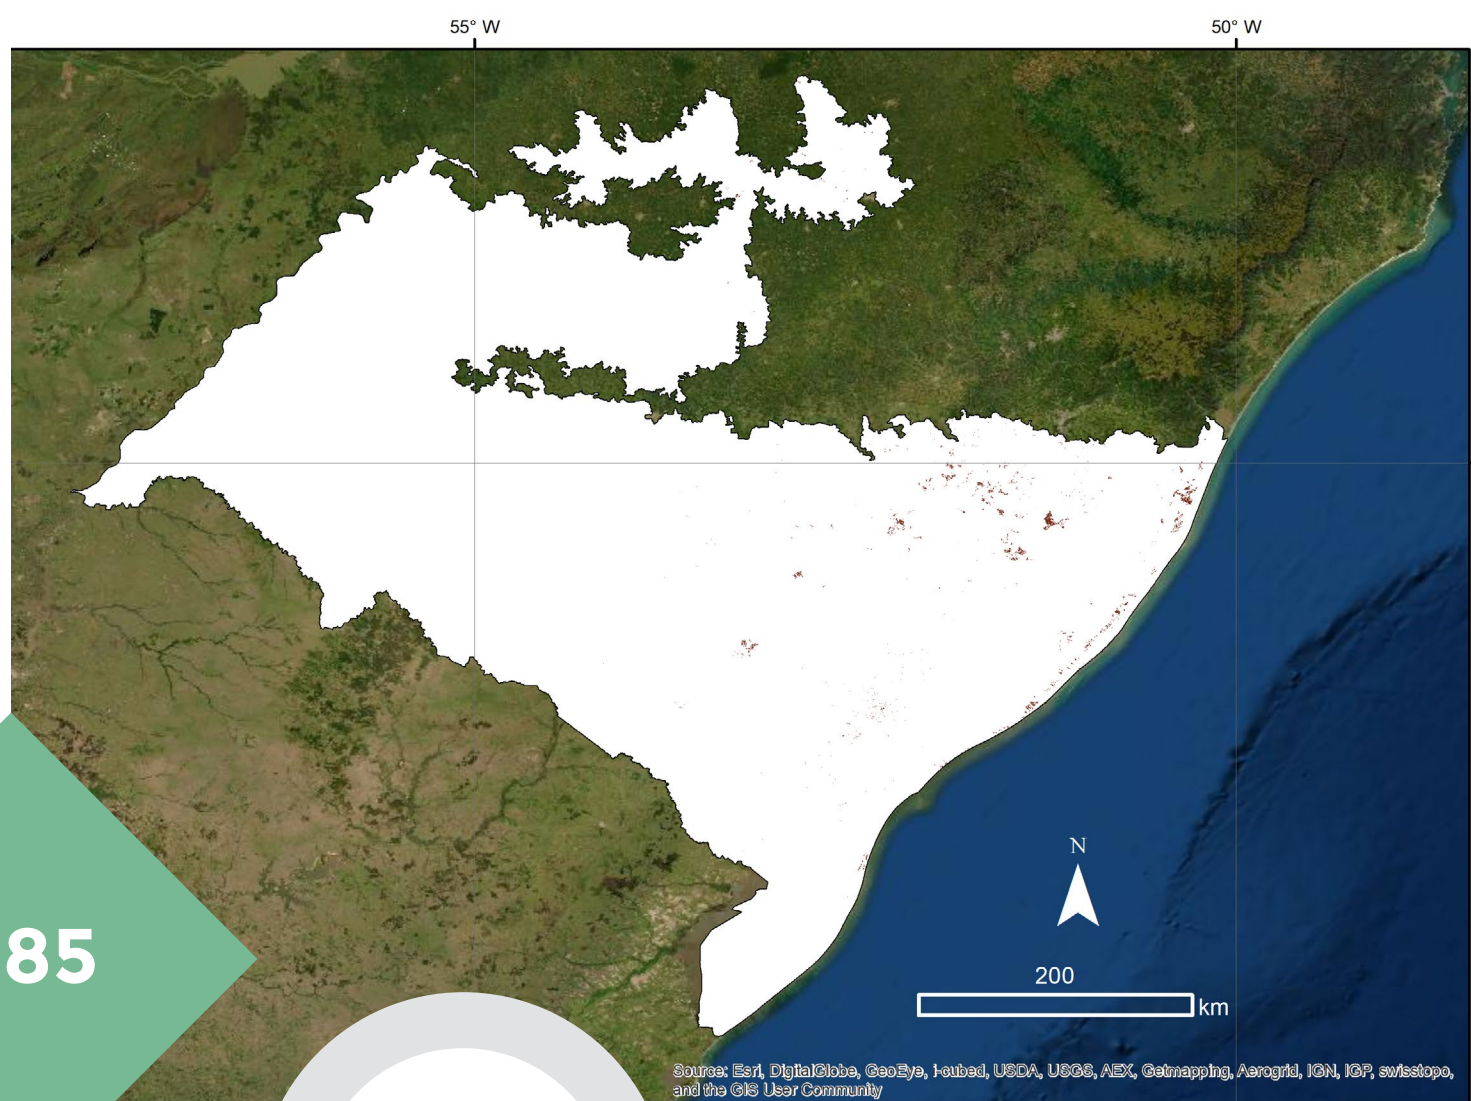 55° W
50° W
N
85
200
km
Source: Esri, DigitalGlobe, GeoEye, i-cubed, USDA, USGS, AEX, Getmapping, Aerogrid, IGN, IGP, swisstopo,
and the GIS User Community